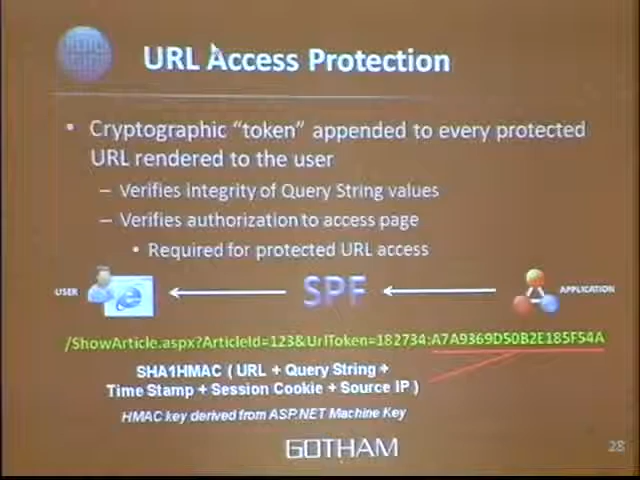 URL Access Protection
• Cryptographic “token” appended to every protected
URL rendered to the user
– Verifies integrity of Query String values
– Verifies authorization to access page
• Required for protected URL access
USER
SPF
APPLICATION
/ShowArticle.aspx?ArticleId=123&UrlToken=182734:A7A9369D50B2E185F54A
SHA1HMAC ( URL + Query String +
Time Stamp + Session Cookie + Source IP )
HMAC key derived from ASP.NET Machine Key
GOTHAM
28